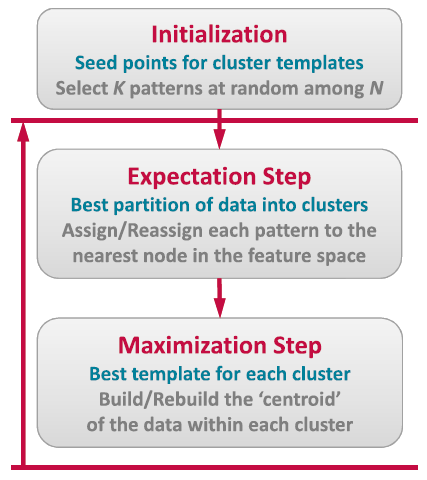 Initialization
Seed points for cluster templates
Select K patterns at random among N
Expectation Step
Best partition of data into clusters
Assign/Reassign each pattern to the
nearest node in the feature space
Maximization Step
Best template for each cluster
Build/Rebuild the ‘centroid’
of the data within each cluster